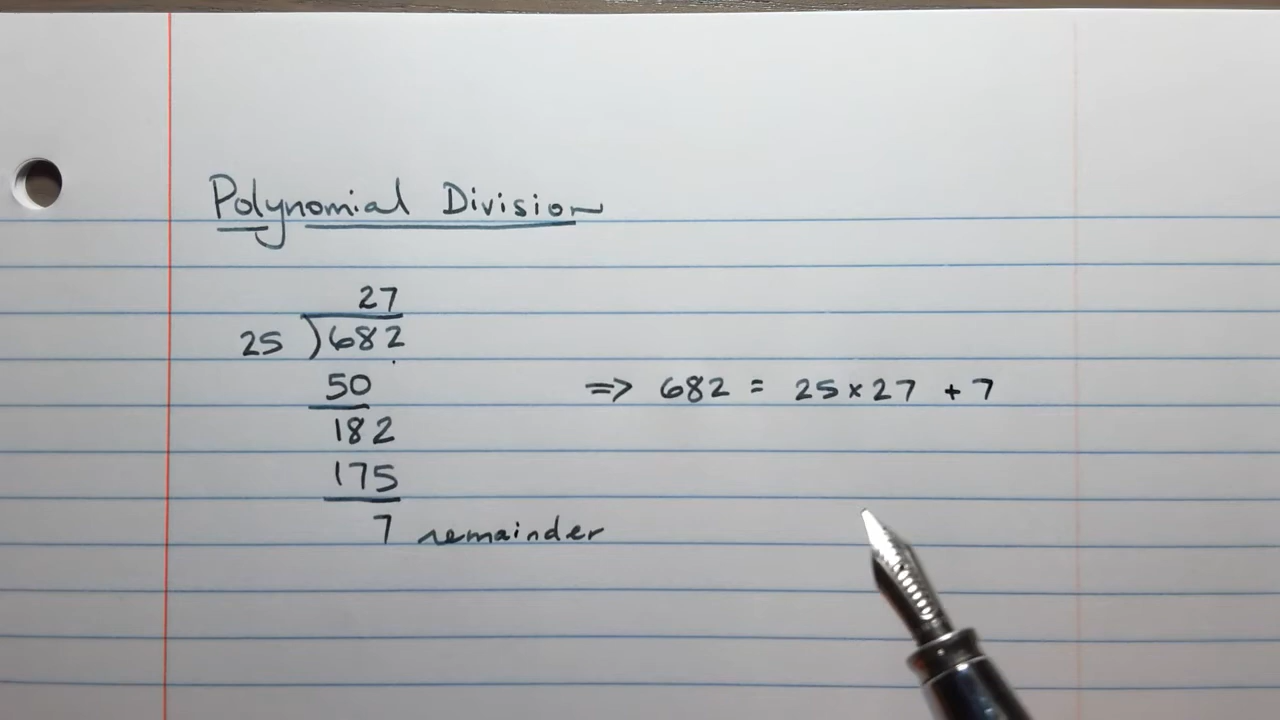 Polynomial Division
27
25 ) 682
50
⇒ 682 = 25 × 27 + 7
182
175
7 remainder